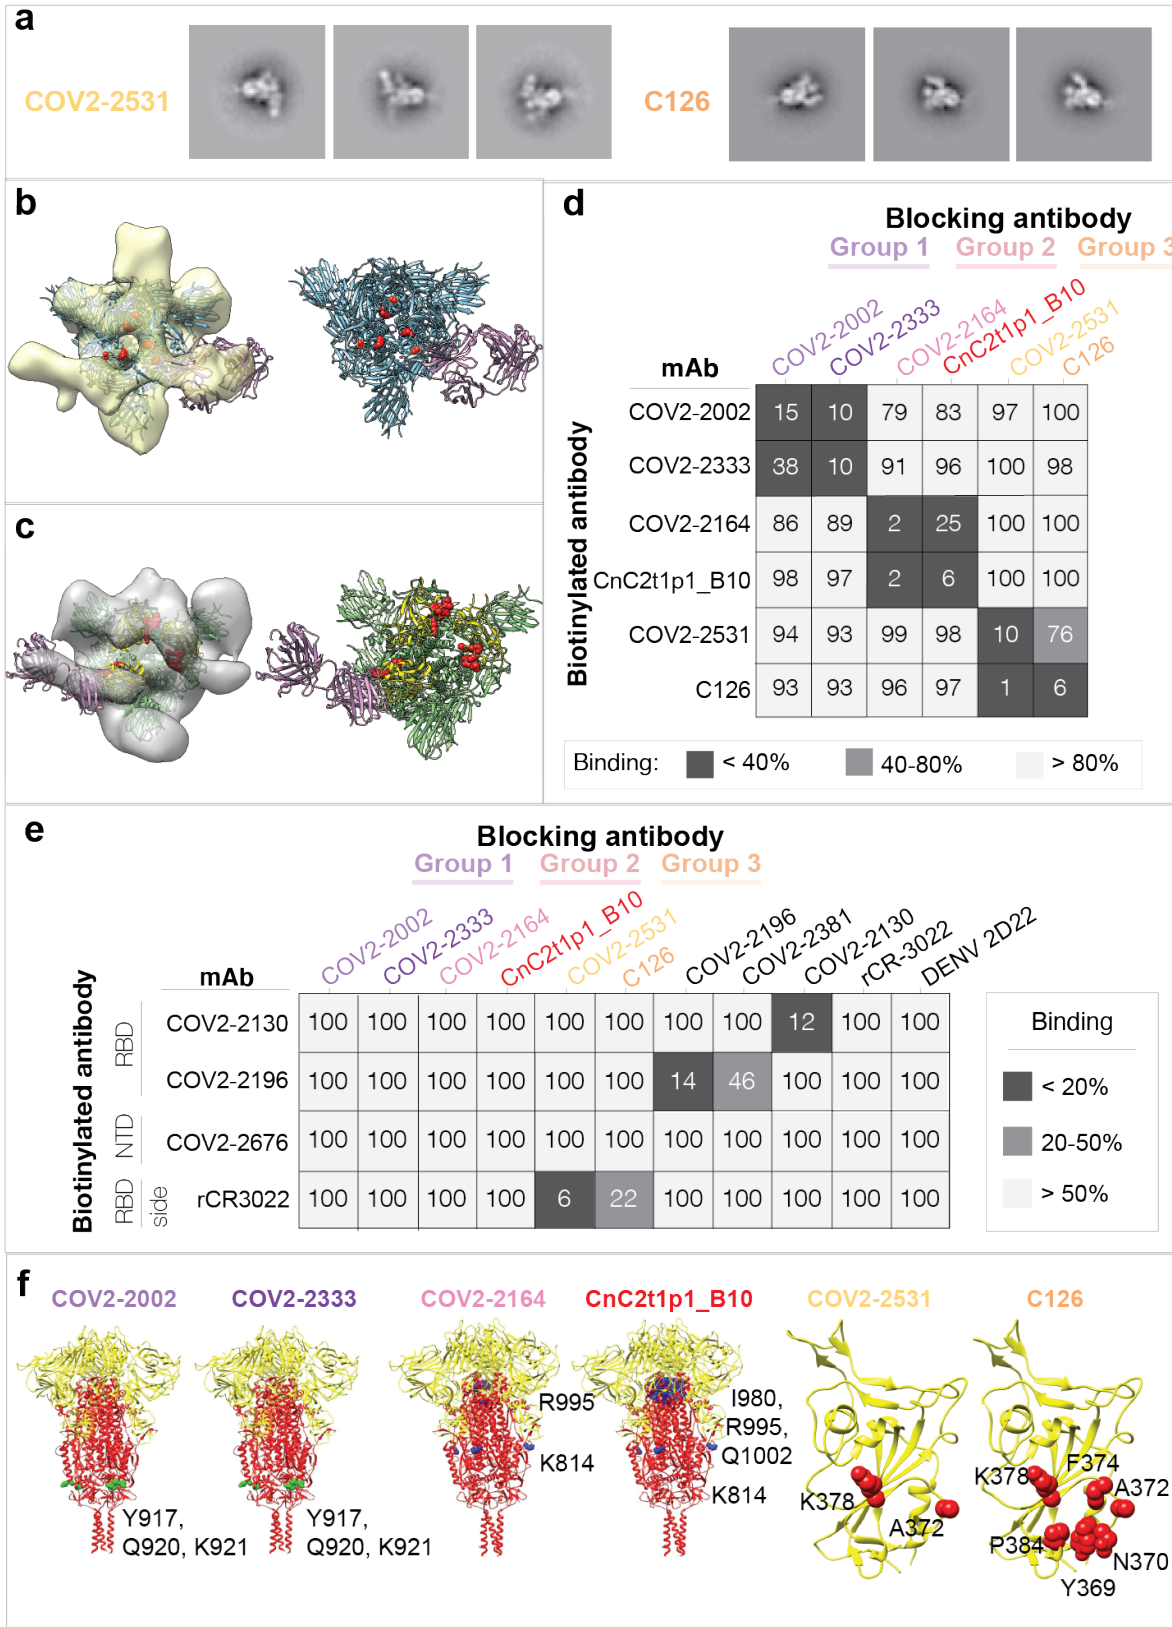 a
COV2-2531
C126
b
c
d
Blocking antibody
Group 1 Group 2 Group 3
COV2-2002 COV2-2333 COV2-2164 CnC2t1p1_B10 COV2-2531 C126
mAb
Biotinylated antibody
COV2-2002 15 10 79 83 97 100
COV2-2333 38 10 91 96 100 98
COV2-2164 86 89 2 25 100 100
CnC2t1p1_B10 98 97 2 6 100 100
COV2-2531 94 93 99 98 10 76
C126 93 93 96 97 1 6
Binding: < 40% 40-80% > 80%
e
Blocking antibody
Group 1 Group 2 Group 3
COV2-2002 COV2-2333 COV2-2164 CnC2t1p1_B10 COV2-2531 C126 COV2-2196 COV2-2381 COV2-2130 rCR-3022 DENV 2D22
mAb
Biotinylated antibody
RBD
COV2-2130 100 100 100 100 100 100 100 100 12 100 100
COV2-2196 100 100 100 100 100 100 14 46 100 100 100
NTD
COV2-2676 100 100 100 100 100 100 100 100 100 100 100
RBD side
rCR3022 100 100 100 100 6 22 100 100 100 100 100
Binding
< 20%
20-50%
> 50%
f
COV2-2002 COV2-2333 COV2-2164 CnC2t1p1_B10 COV2-2531 C126
Y917,
Q920, K921
Y917,
Q920, K921
R995
K814
I980,
R995,
Q1002
K814
K378
A372
K378
F374
A372
P384
N370
Y369